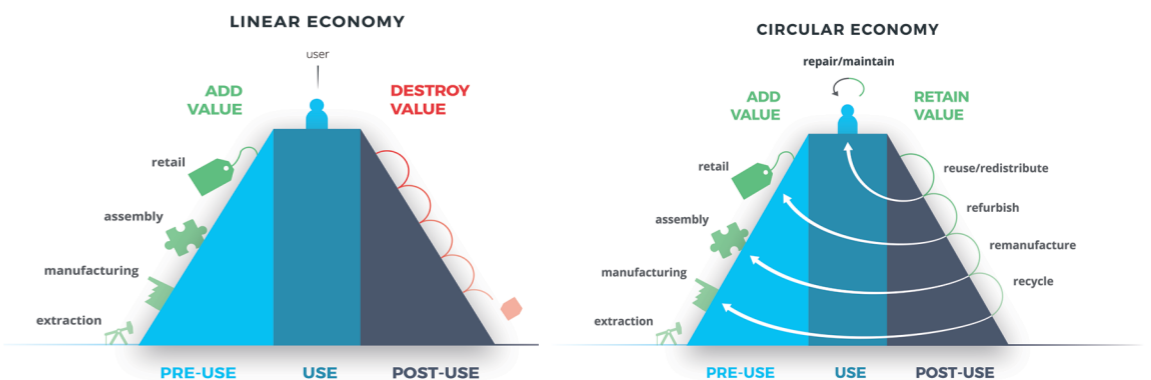 LINEAR ECONOMY
user
ADD
VALUE
DESTROY
VALUE
retail
assembly
manufacturing
extraction
PRE-USE
USE
POST-USE
CIRCULAR ECONOMY
repair/maintain
ADD
VALUE
RETAIN
VALUE
retail
reuse/redistribute
assembly
refurbish
manufacturing
remanufacture
extraction
recycle
PRE-USE
USE
POST-USE